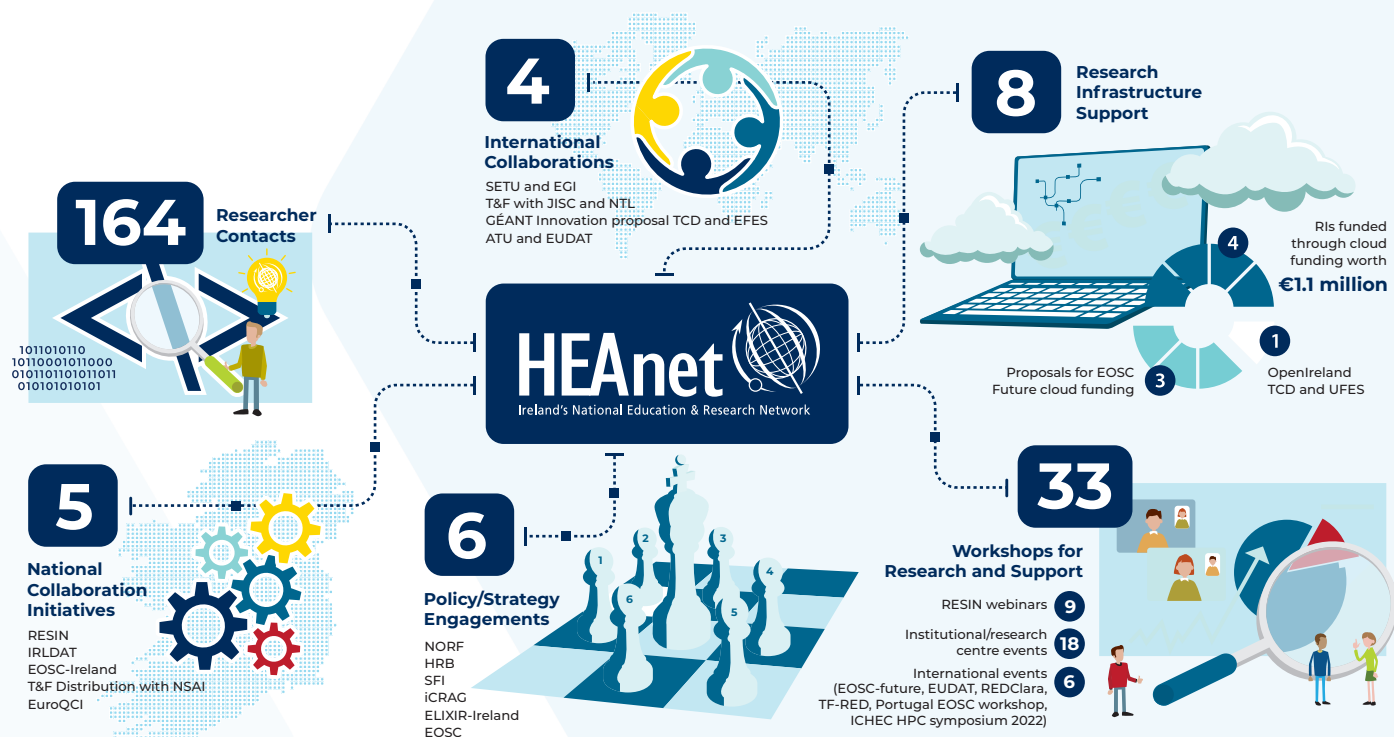 164
Researcher
Contacts
1011010110
10110001011000
0101101101011011
010101010101
4
International
Collaborations
SETU and EGI
T&F with JISC and NTL
GÉANT Innovation proposal TCD and EFES
ATU and EUDAT
8
Research
Infrastructure
Support
€€
4
RIs funded
through cloud
funding worth
€1.1 million
1
OpenIreland
TCD and UFES
Proposals for EOSC
Future cloud funding
3
HEAnet
Ireland's National Education & Research Network
5
National
Collaboration
Initiatives
RESIN
IRLDAT
EOSC-Ireland
T&F Distribution with NSAI
EuroQCI
6
Policy/Strategy
Engagements
NORF
HRB
SFI
iCRAG
ELIXIR-Ireland
EOSC
1
2
3
4
5
6
33
Workshops for
Research and Support
RESIN webinars 9
Institutional/research
centre events 18
International events 6
(EOSC-future, EUDAT, REDClara,
TF-RED, Portugal EOSC workshop,
ICHEC HPC symposium 2022)